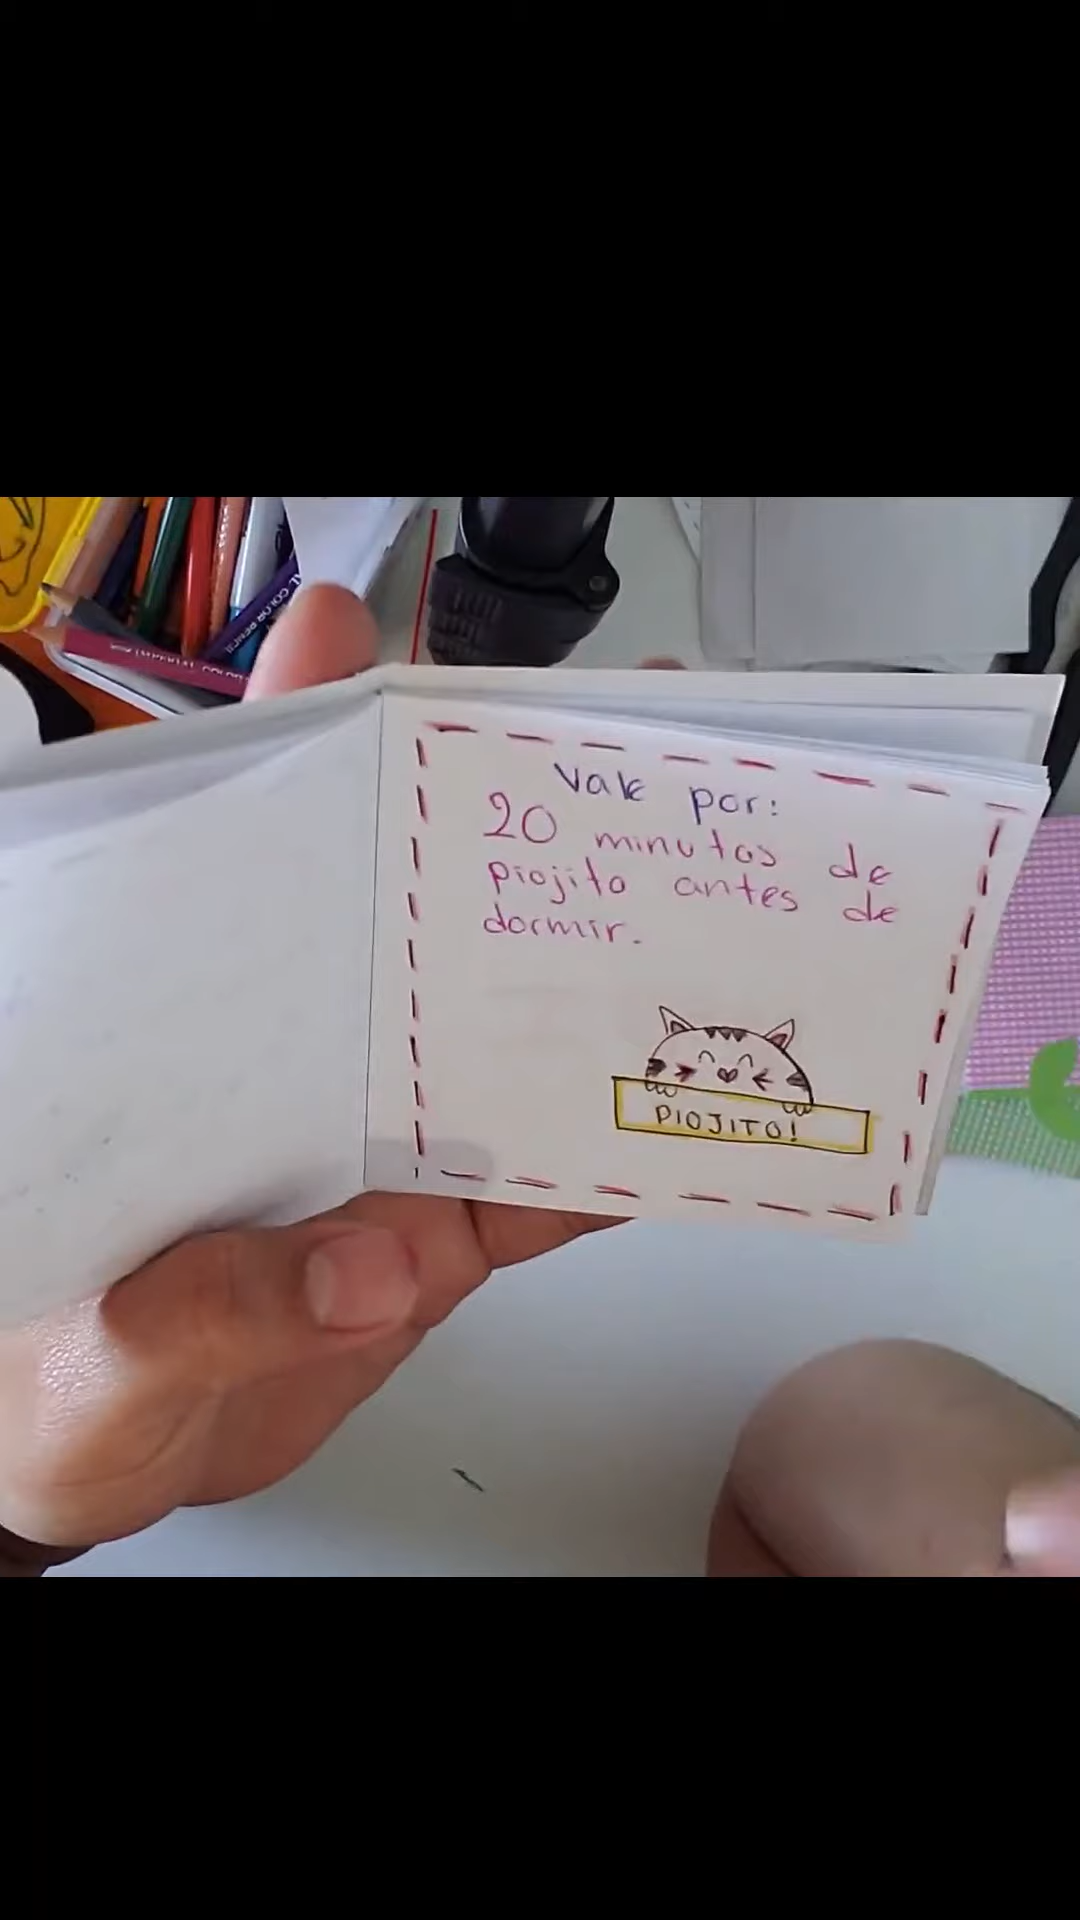 Vale por:
20 minutos de
piojito antes de
dormir.
PIOJITO!